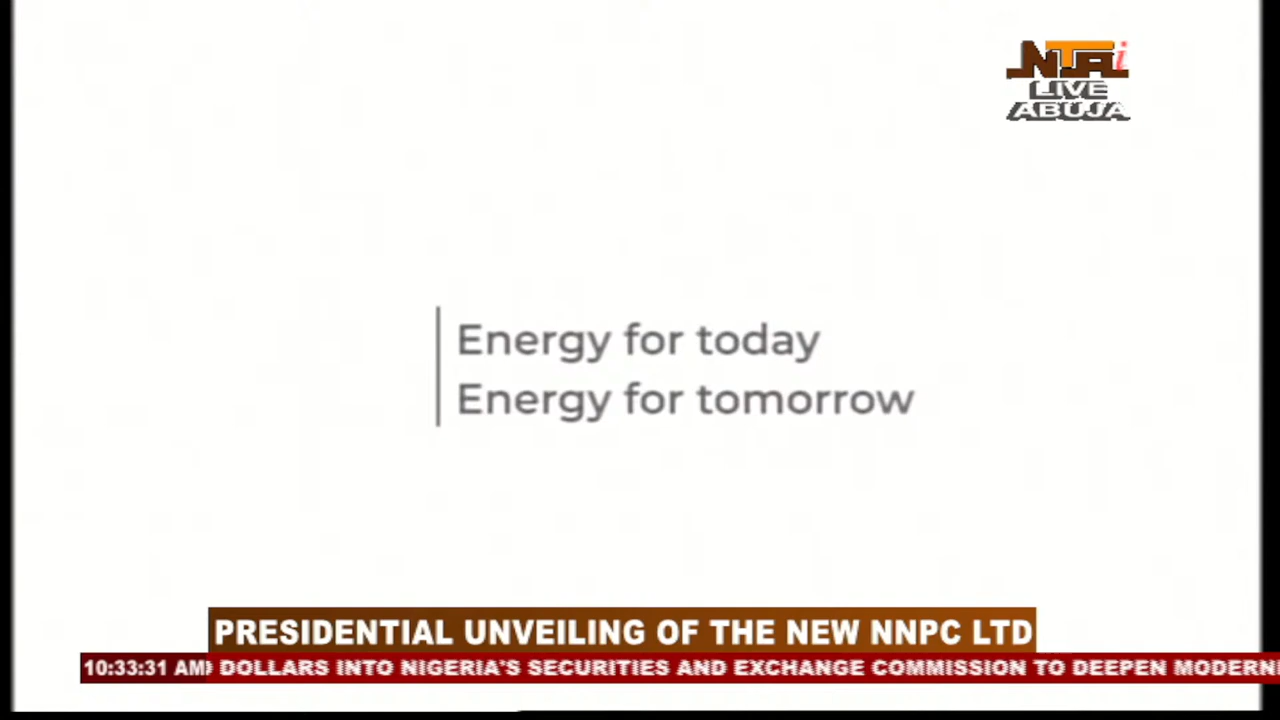 NTAi
LIVE
ABUJA
Energy for today
Energy for tomorrow
PRESIDENTIAL UNVEILING OF THE NEW NNPC LTD
10:33:31 AM DOLLARS INTO NIGERIA'S SECURITIES AND EXCHANGE COMMISSION TO DEEPEN